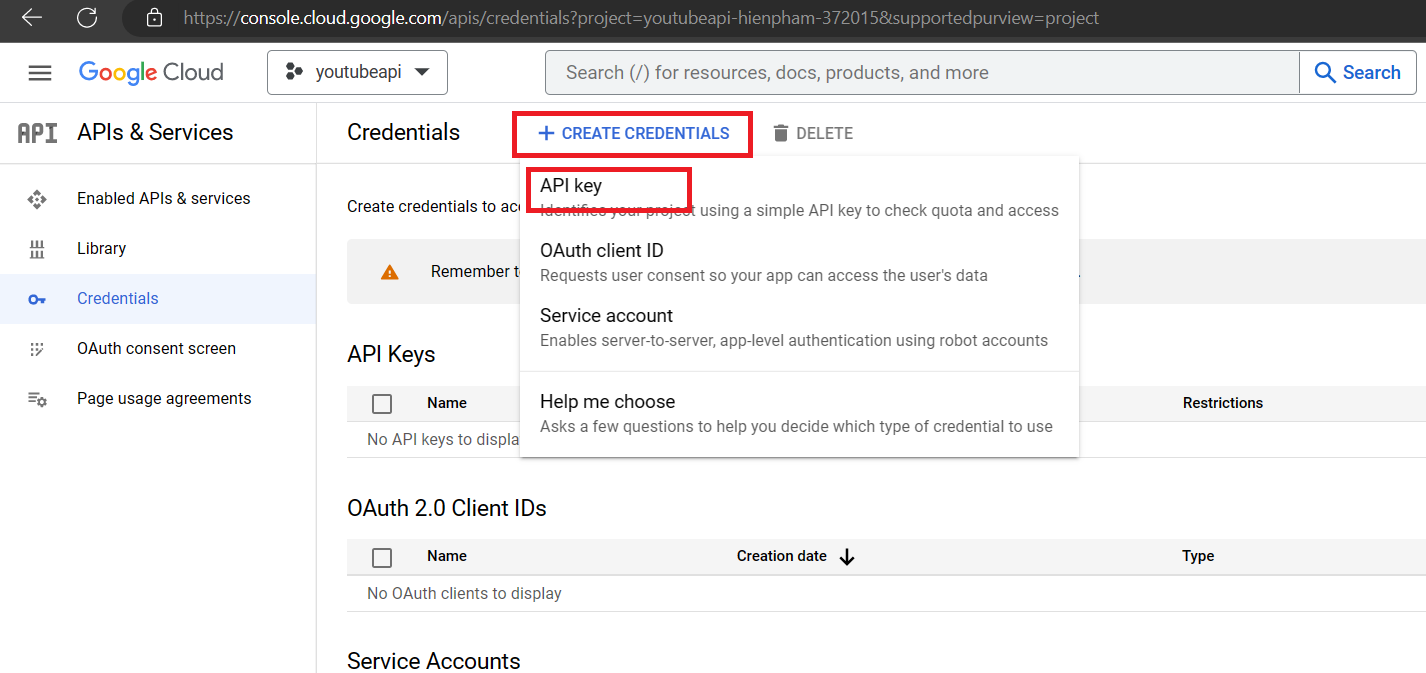 https://console.cloud.google.com/apis/credentials?project=youtubeapi-hienpham-372015&supportedpurview=project
Google Cloud
youtubeapi
Search (/) for resources, docs, products, and more
Search
API APIs & Services
Credentials
+ CREATE CREDENTIALS
DELETE
Enabled APIs & services
Library
Credentials
OAuth consent screen
Page usage agreements
Create credentials to acc
API key
Identifies your project using a simple API key to check quota and access
OAuth client ID
Requests user consent so your app can access the user's data
Service account
Enables server-to-server, app-level authentication using robot accounts
Help me choose
Asks a few questions to help you decide which type of credential to use
Remember t
API Keys
Name
Restrictions
No API keys to displa
OAuth 2.0 Client IDs
Name
Creation date
Type
No OAuth clients to display
Service Accounts